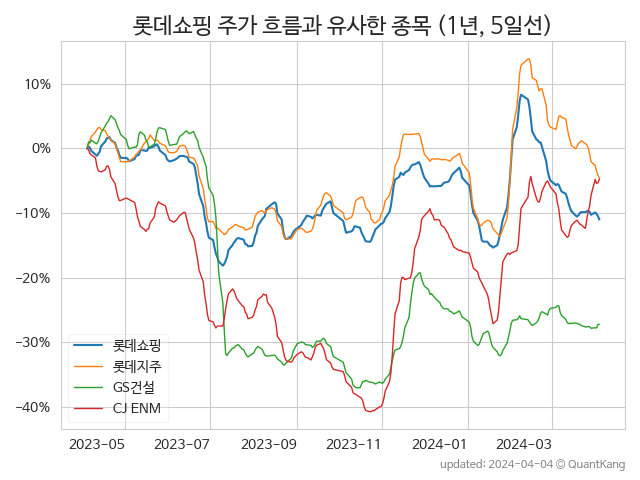 롯데쇼핑 주가 흐름과 유사한 종목 (1년, 5일선)
10%
0%
−10%
−20%
−30%
−40%
롯데쇼핑
롯데지주
GS건설
CJ ENM
2023-05
2023-07
2023-09
2023-11
2024-01
2024-03
updated: 2024-04-04 © QuantKang